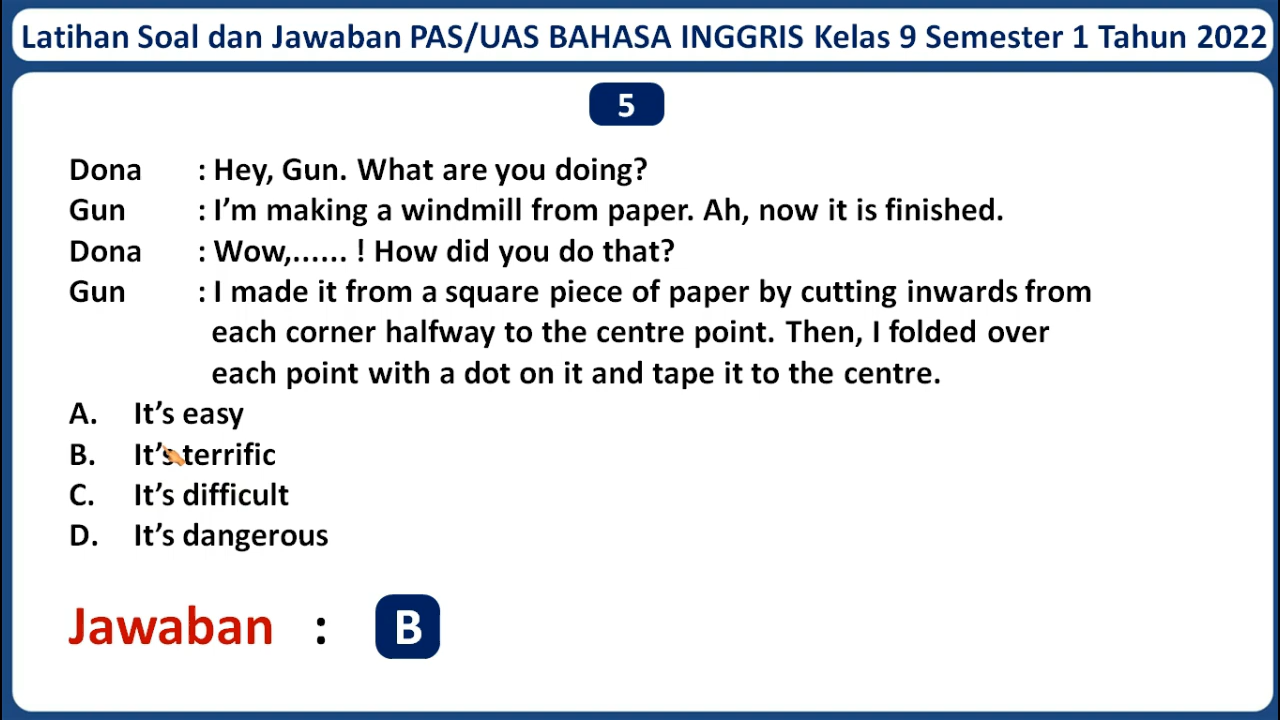 Latihan Soal dan Jawaban PAS/UAS BAHASA INGGRIS Kelas 9 Semester 1 Tahun 2022
5
Dona : Hey, Gun. What are you doing?
Gun : I’m making a windmill from paper. Ah, now it is finished.
Dona : Wow,...... ! How did you do that?
Gun : I made it from a square piece of paper by cutting inwards from
each corner halfway to the centre point. Then, I folded over
each point with a dot on it and tape it to the centre.
A. It’s easy
B. It’s terrific
C. It’s difficult
D. It’s dangerous
Jawaban : B